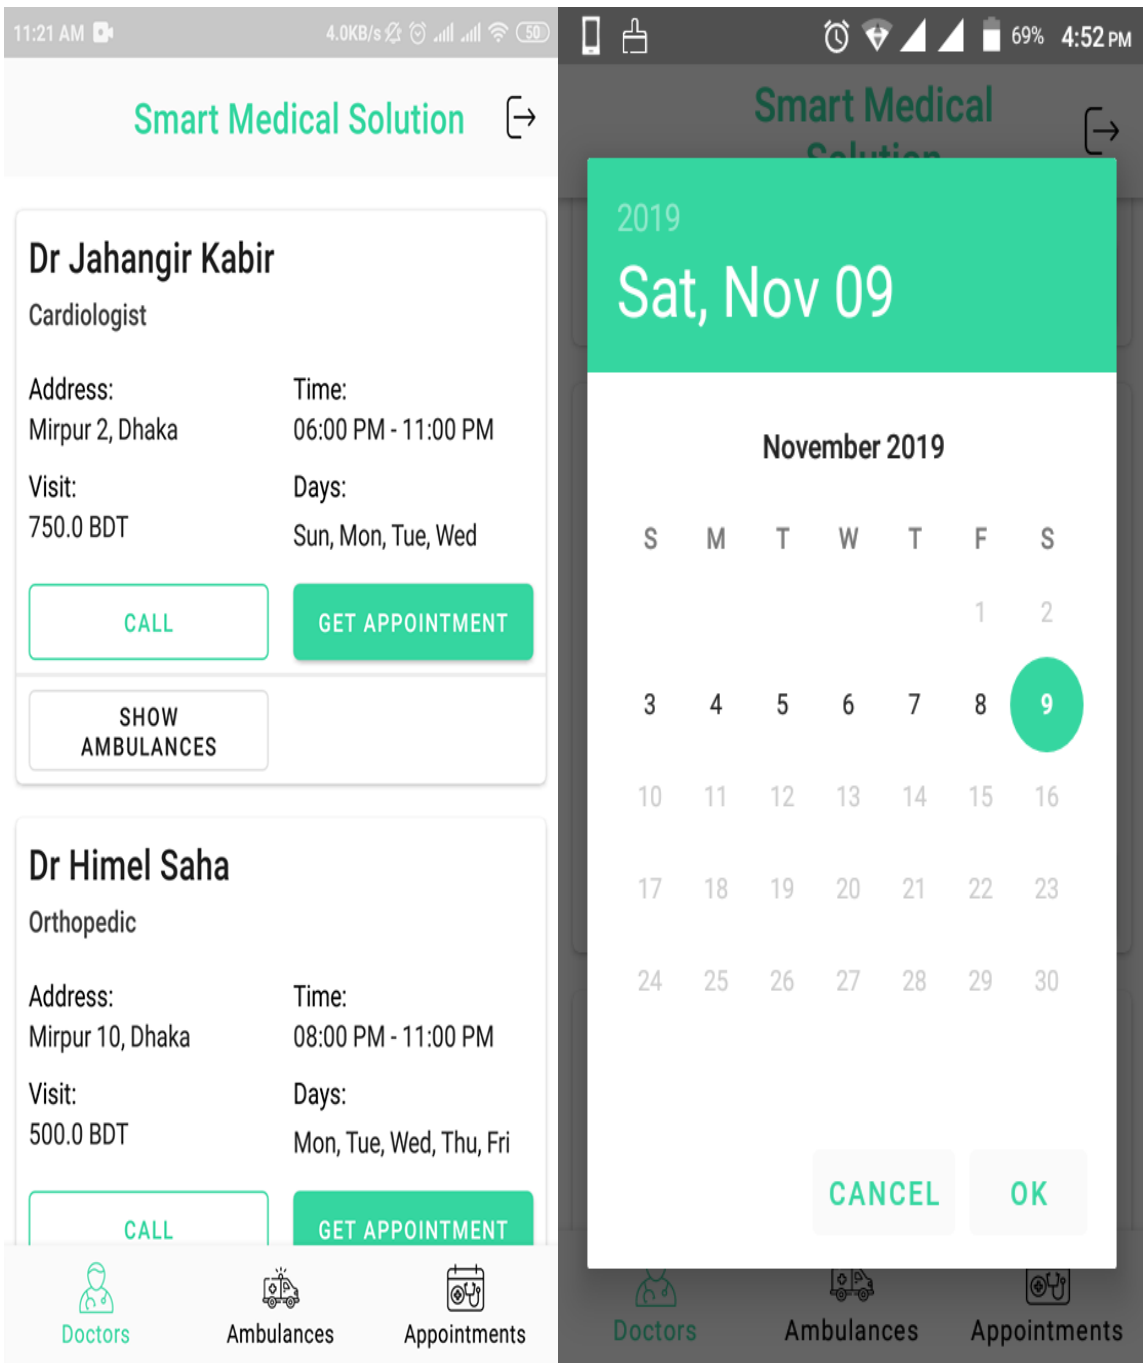 11:21 AM
4.0KB/s
50
Smart Medical Solution
Dr Jahangir Kabir
Cardiologist
Address:
Mirpur 2, Dhaka
Time:
06:00 PM - 11:00 PM
Visit:
750.0 BDT
Days:
Sun, Mon, Tue, Wed
CALL
GET APPOINTMENT
SHOW
AMBULANCES
Dr Himel Saha
Orthopedic
Address:
Mirpur 10, Dhaka
Time:
08:00 PM - 11:00 PM
Visit:
500.0 BDT
Days:
Mon, Tue, Wed, Thu, Fri
CALL
GET APPOINTMENT
Doctors
Ambulances
Appointments
69% 4:52 PM
Smart Medical
Solution
2019
Sat, Nov 09
November 2019
S M T W T F S
1 2
3 4 5 6 7 8 9
10 11 12 13 14 15 16
17 18 19 20 21 22 23
24 25 26 27 28 29 30
CANCEL
OK
Doctors
Ambulances
Appointments